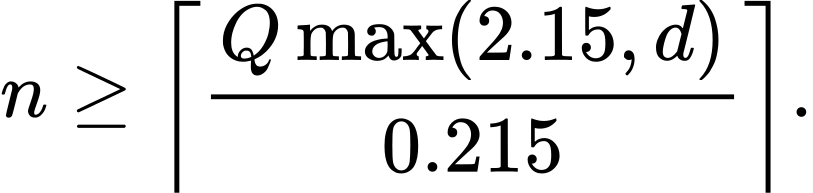 n ≥ ⌈ Q max(2.15, d) / 0.215 ⌉.